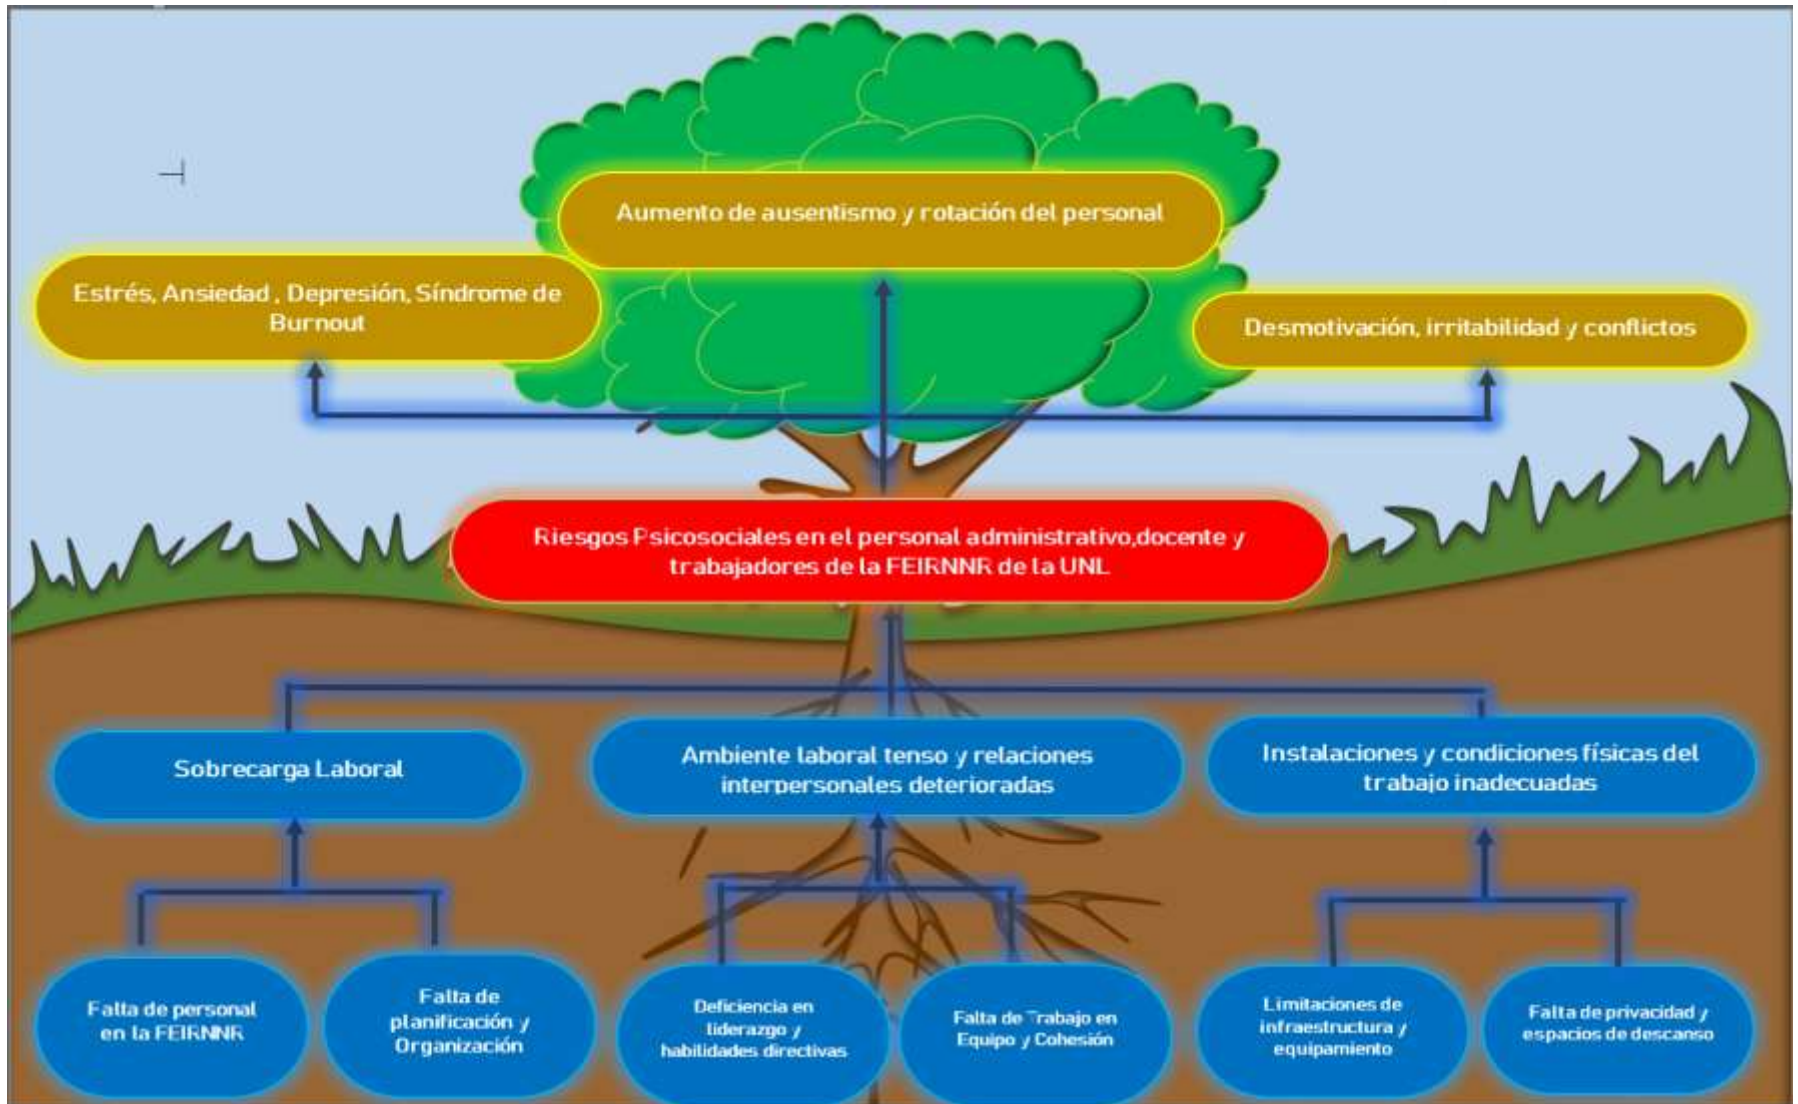 Aumento de ausentismo y rotación del personal
Estrés, Ansiedad , Depresión, Síndrome de
Burnout
Desmotivación, irritabilidad y conflictos
Riesgos Psicosociales en el personal administrativo,docente y
trabajadores de la FEIRNNR de la UNL
Sobrecarga Laboral
Ambiente laboral tenso y relaciones
interpersonales deterioradas
Instalaciones y condiciones físicas del
trabajo inadecuadas
Falta de personal
en la FEIRNNR
Falta de
planificación y
Organización
Deficiencia en
liderazgo y
habilidades directivas
Falta de Trabajo en
Equipo y Cohesión
Limitaciones de
infraestructura y
equipamiento
Falta de privacidad y
espacios de descanso